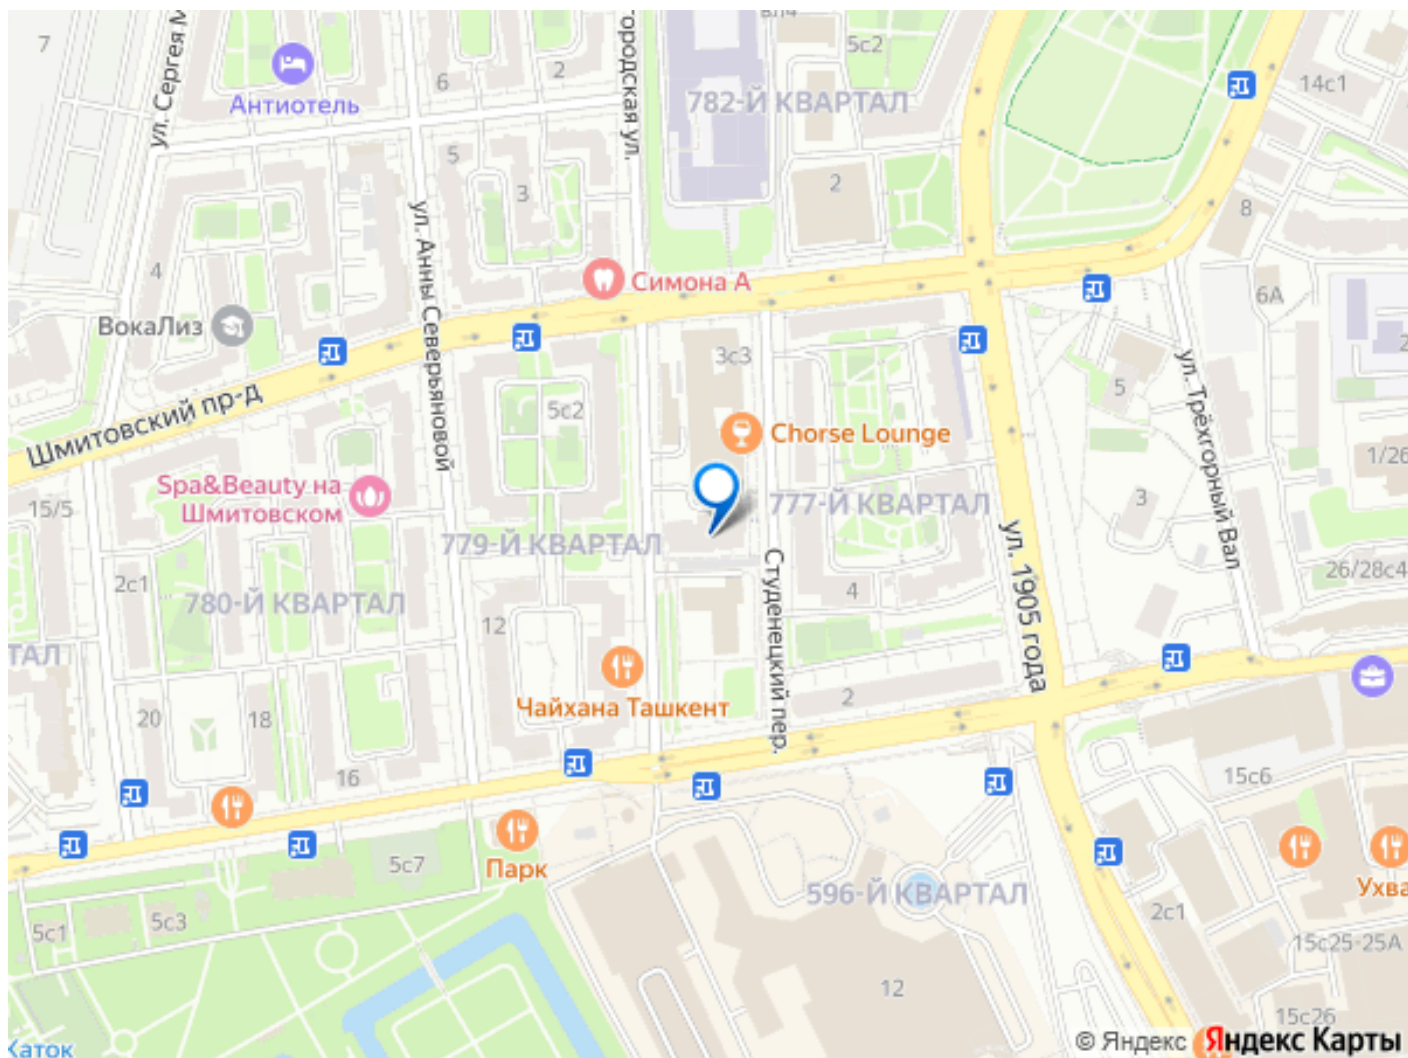 7
ул. Сергея М
Антиотель
6
2
городская ул.
782-Й КВАРТАЛ
5с2
14с1
5
3
2
8
ул. Анны Северьяновой
4
Симона А
6А
ВокаЛиз
3с3
2
5
ул. Трёхгорный Вал
Шмитовский пр-д
5с2
Chorse Lounge
1/26
15/5
Spa&Beauty на
Шмитовском
777-Й КВАРТАЛ
3
779-Й КВАРТАЛ
ул. 1905 года
26/28с4
2с1
780-Й КВАРТАЛ
Студенецкий пер.
4
12
ТАЛ
20
18
Чайхана Ташкент
2
16
15с6
5с7
Парк
596-Й КВАРТАЛ
Ухва
5с1
5с3
2с1
15с25-25А
12
15с26
Каток
© Яндекс Яндекс Карты